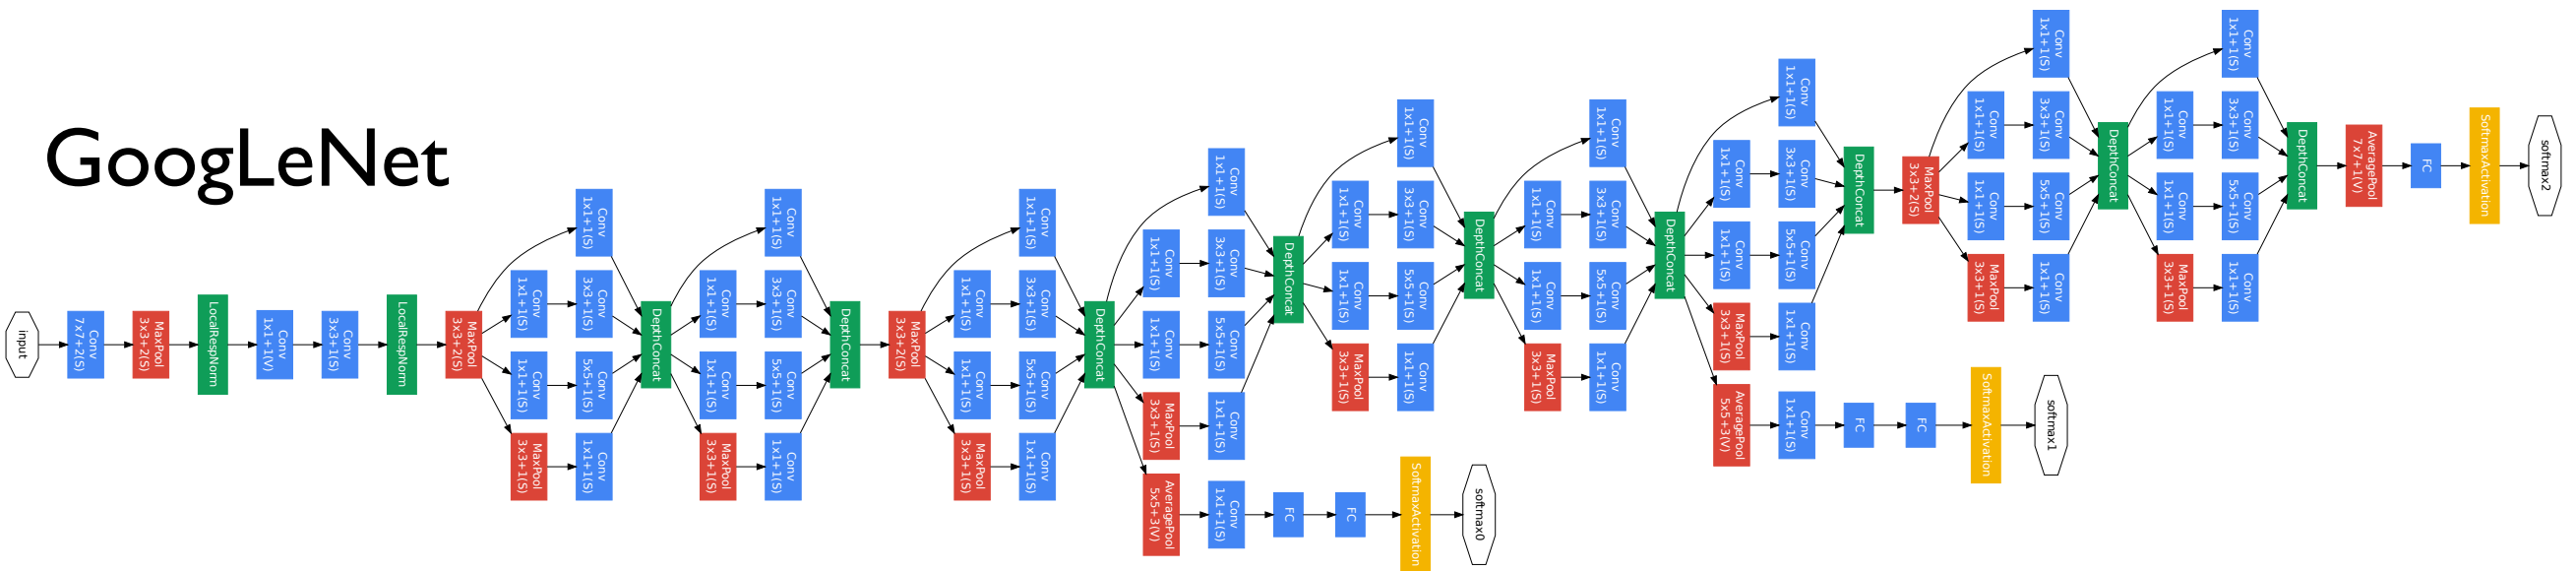 GoogLeNet
input
Conv
7x7+2(S)
MaxPool
3x3+2(S)
LocalRespNorm
Conv
1x1+1(V)
Conv
3x3+1(S)
LocalRespNorm
MaxPool
3x3+2(S)
Conv
1x1+1(S)
Conv
1x1+1(S)
MaxPool
3x3+1(S)
Conv
1x1+1(S)
Conv
3x3+1(S)
Conv
5x5+1(S)
Conv
1x1+1(S)
DepthConcat
Conv
1x1+1(S)
Conv
1x1+1(S)
MaxPool
3x3+1(S)
Conv
1x1+1(S)
Conv
3x3+1(S)
Conv
5x5+1(S)
Conv
1x1+1(S)
DepthConcat
MaxPool
3x3+2(S)
Conv
1x1+1(S)
Conv
1x1+1(S)
MaxPool
3x3+1(S)
Conv
1x1+1(S)
Conv
3x3+1(S)
Conv
5x5+1(S)
Conv
1x1+1(S)
DepthConcat
Conv
1x1+1(S)
Conv
1x1+1(S)
MaxPool
3x3+1(S)
AveragePool
5x5+3(V)
Conv
1x1+1(S)
Conv
3x3+1(S)
Conv
5x5+1(S)
Conv
1x1+1(S)
Conv
1x1+1(S)
DepthConcat
FC
Conv
1x1+1(S)
Conv
1x1+1(S)
MaxPool
3x3+1(S)
FC
Conv
1x1+1(S)
Conv
3x3+1(S)
Conv
5x5+1(S)
Conv
1x1+1(S)
SoftmaxActivation
DepthConcat
softmax0
Conv
1x1+1(S)
Conv
1x1+1(S)
MaxPool
3x3+1(S)
Conv
1x1+1(S)
Conv
3x3+1(S)
Conv
5x5+1(S)
Conv
1x1+1(S)
DepthConcat
Conv
1x1+1(S)
Conv
1x1+1(S)
MaxPool
3x3+1(S)
AveragePool
5x5+3(V)
Conv
1x1+1(S)
Conv
3x3+1(S)
Conv
5x5+1(S)
Conv
1x1+1(S)
Conv
1x1+1(S)
DepthConcat
FC
MaxPool
3x3+2(S)
FC
Conv
1x1+1(S)
Conv
1x1+1(S)
MaxPool
3x3+1(S)
SoftmaxActivation
Conv
1x1+1(S)
Conv
3x3+1(S)
Conv
5x5+1(S)
Conv
1x1+1(S)
softmax1
DepthConcat
Conv
1x1+1(S)
Conv
1x1+1(S)
MaxPool
3x3+1(S)
Conv
1x1+1(S)
Conv
3x3+1(S)
Conv
5x5+1(S)
Conv
1x1+1(S)
DepthConcat
AveragePool
7x7+1(V)
FC
SoftmaxActivation
softmax2